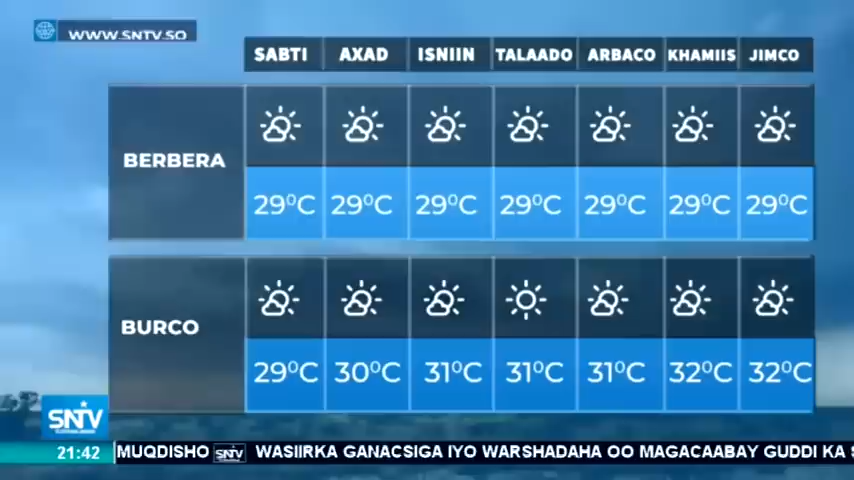 WWW.SNTV.SO
SABTI AXAD ISNIIN TALAADO ARBACO KHAMIIS JIMCO
BERBERA
29°C 29°C 29°C 29°C 29°C 29°C 29°C
BURCO
29°C 30°C 31°C 31°C 31°C 32°C 32°C
SNTV
21:42 MUQDISHO SNTV WASIIRKA GANACSIGA IYO WARSHADAHA OO MAGACAABAY GUDDI KA S